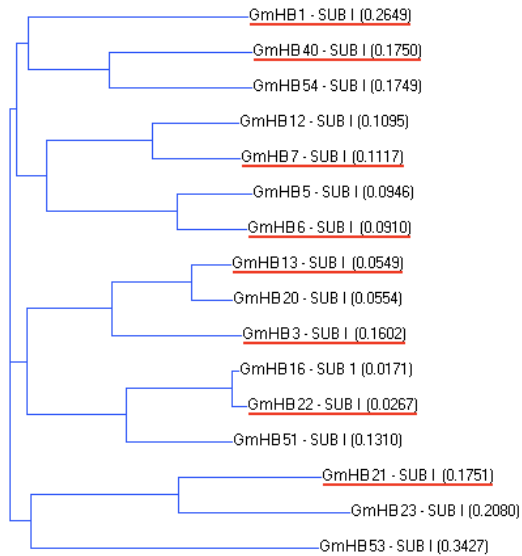 GmHB1 - SUB I (0.2649)
GmHB40 - SUB I (0.1750)
GmHB54 - SUB I (0.1749)
GmHB12 - SUB I (0.1095)
GmHB7 - SUB I (0.1117)
GmHB5 - SUB I (0.0946)
GmHB6 - SUB I (0.0910)
GmHB13 - SUB I (0.0549)
GmHB20 - SUB I (0.0554)
GmHB3 - SUB I (0.1602)
GmHB16 - SUB 1 (0.0171)
GmHB22 - SUB I (0.0267)
GmHB51 - SUB I (0.1310)
GmHB21 - SUB I (0.1751)
GmHB23 - SUB I (0.2080)
GmHB53 - SUB I (0.3427)